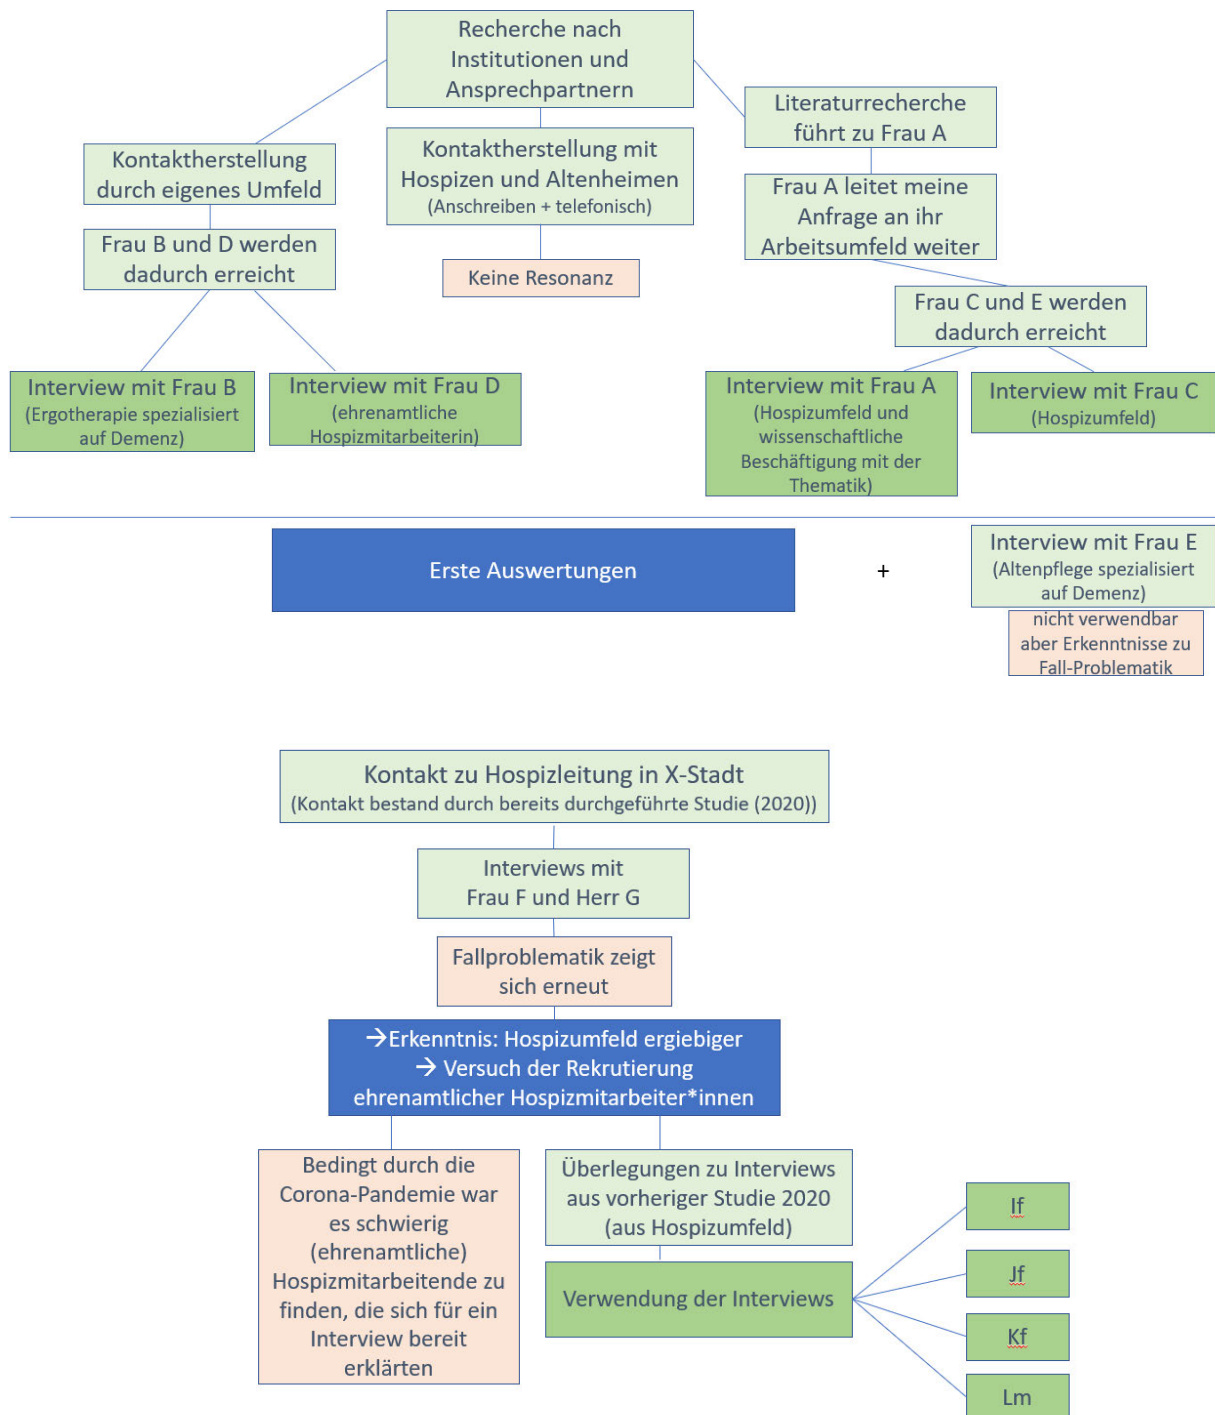 Recherche nach
Institutionen und
Ansprechpartnern
Literaturrecherche
führt zu Frau A
Kontaktherstellung
durch eigenes Umfeld
Kontaktherstellung mit
Hospizen und Altenheimen
(Anschreiben + telefonisch)
Frau A leitet meine
Anfrage an ihr
Arbeitsumfeld weiter
Frau B und D werden
dadurch erreicht
Keine Resonanz
Frau C und E werden
dadurch erreicht
Interview mit Frau B
(Ergotherapie spezialisiert
auf Demenz)
Interview mit Frau D
(ehrenamtliche
Hospizmitarbeiterin)
Interview mit Frau A
(Hospizumfeld und
wissenschaftliche
Beschäftigung mit der
Thematik)
Interview mit Frau C
(Hospizumfeld)
Erste Auswertungen
+
Interview mit Frau E
(Altenpflege spezialisiert
auf Demenz)
nicht verwendbar
aber Erkenntnisse zu
Fall-Problematik
Kontakt zu Hospizleitung in X-Stadt
(Kontakt bestand durch bereits durchgeführte Studie (2020))
Interviews mit
Frau F und Herr G
Fallproblematik zeigt
sich erneut
→Erkenntnis: Hospizumfeld ergiebiger
→ Versuch der Rekrutierung
ehrenamtlicher Hospizmitarbeiter*innen
Bedingt durch die
Corona-Pandemie war
es schwierig
(ehrenamtliche)
Hospizmitarbeitende zu
finden, die sich für ein
Interview bereit
erklärten
Überlegungen zu Interviews
aus vorheriger Studie 2020
(aus Hospizumfeld)
Verwendung der Interviews
If
Jf
Kf
Lm